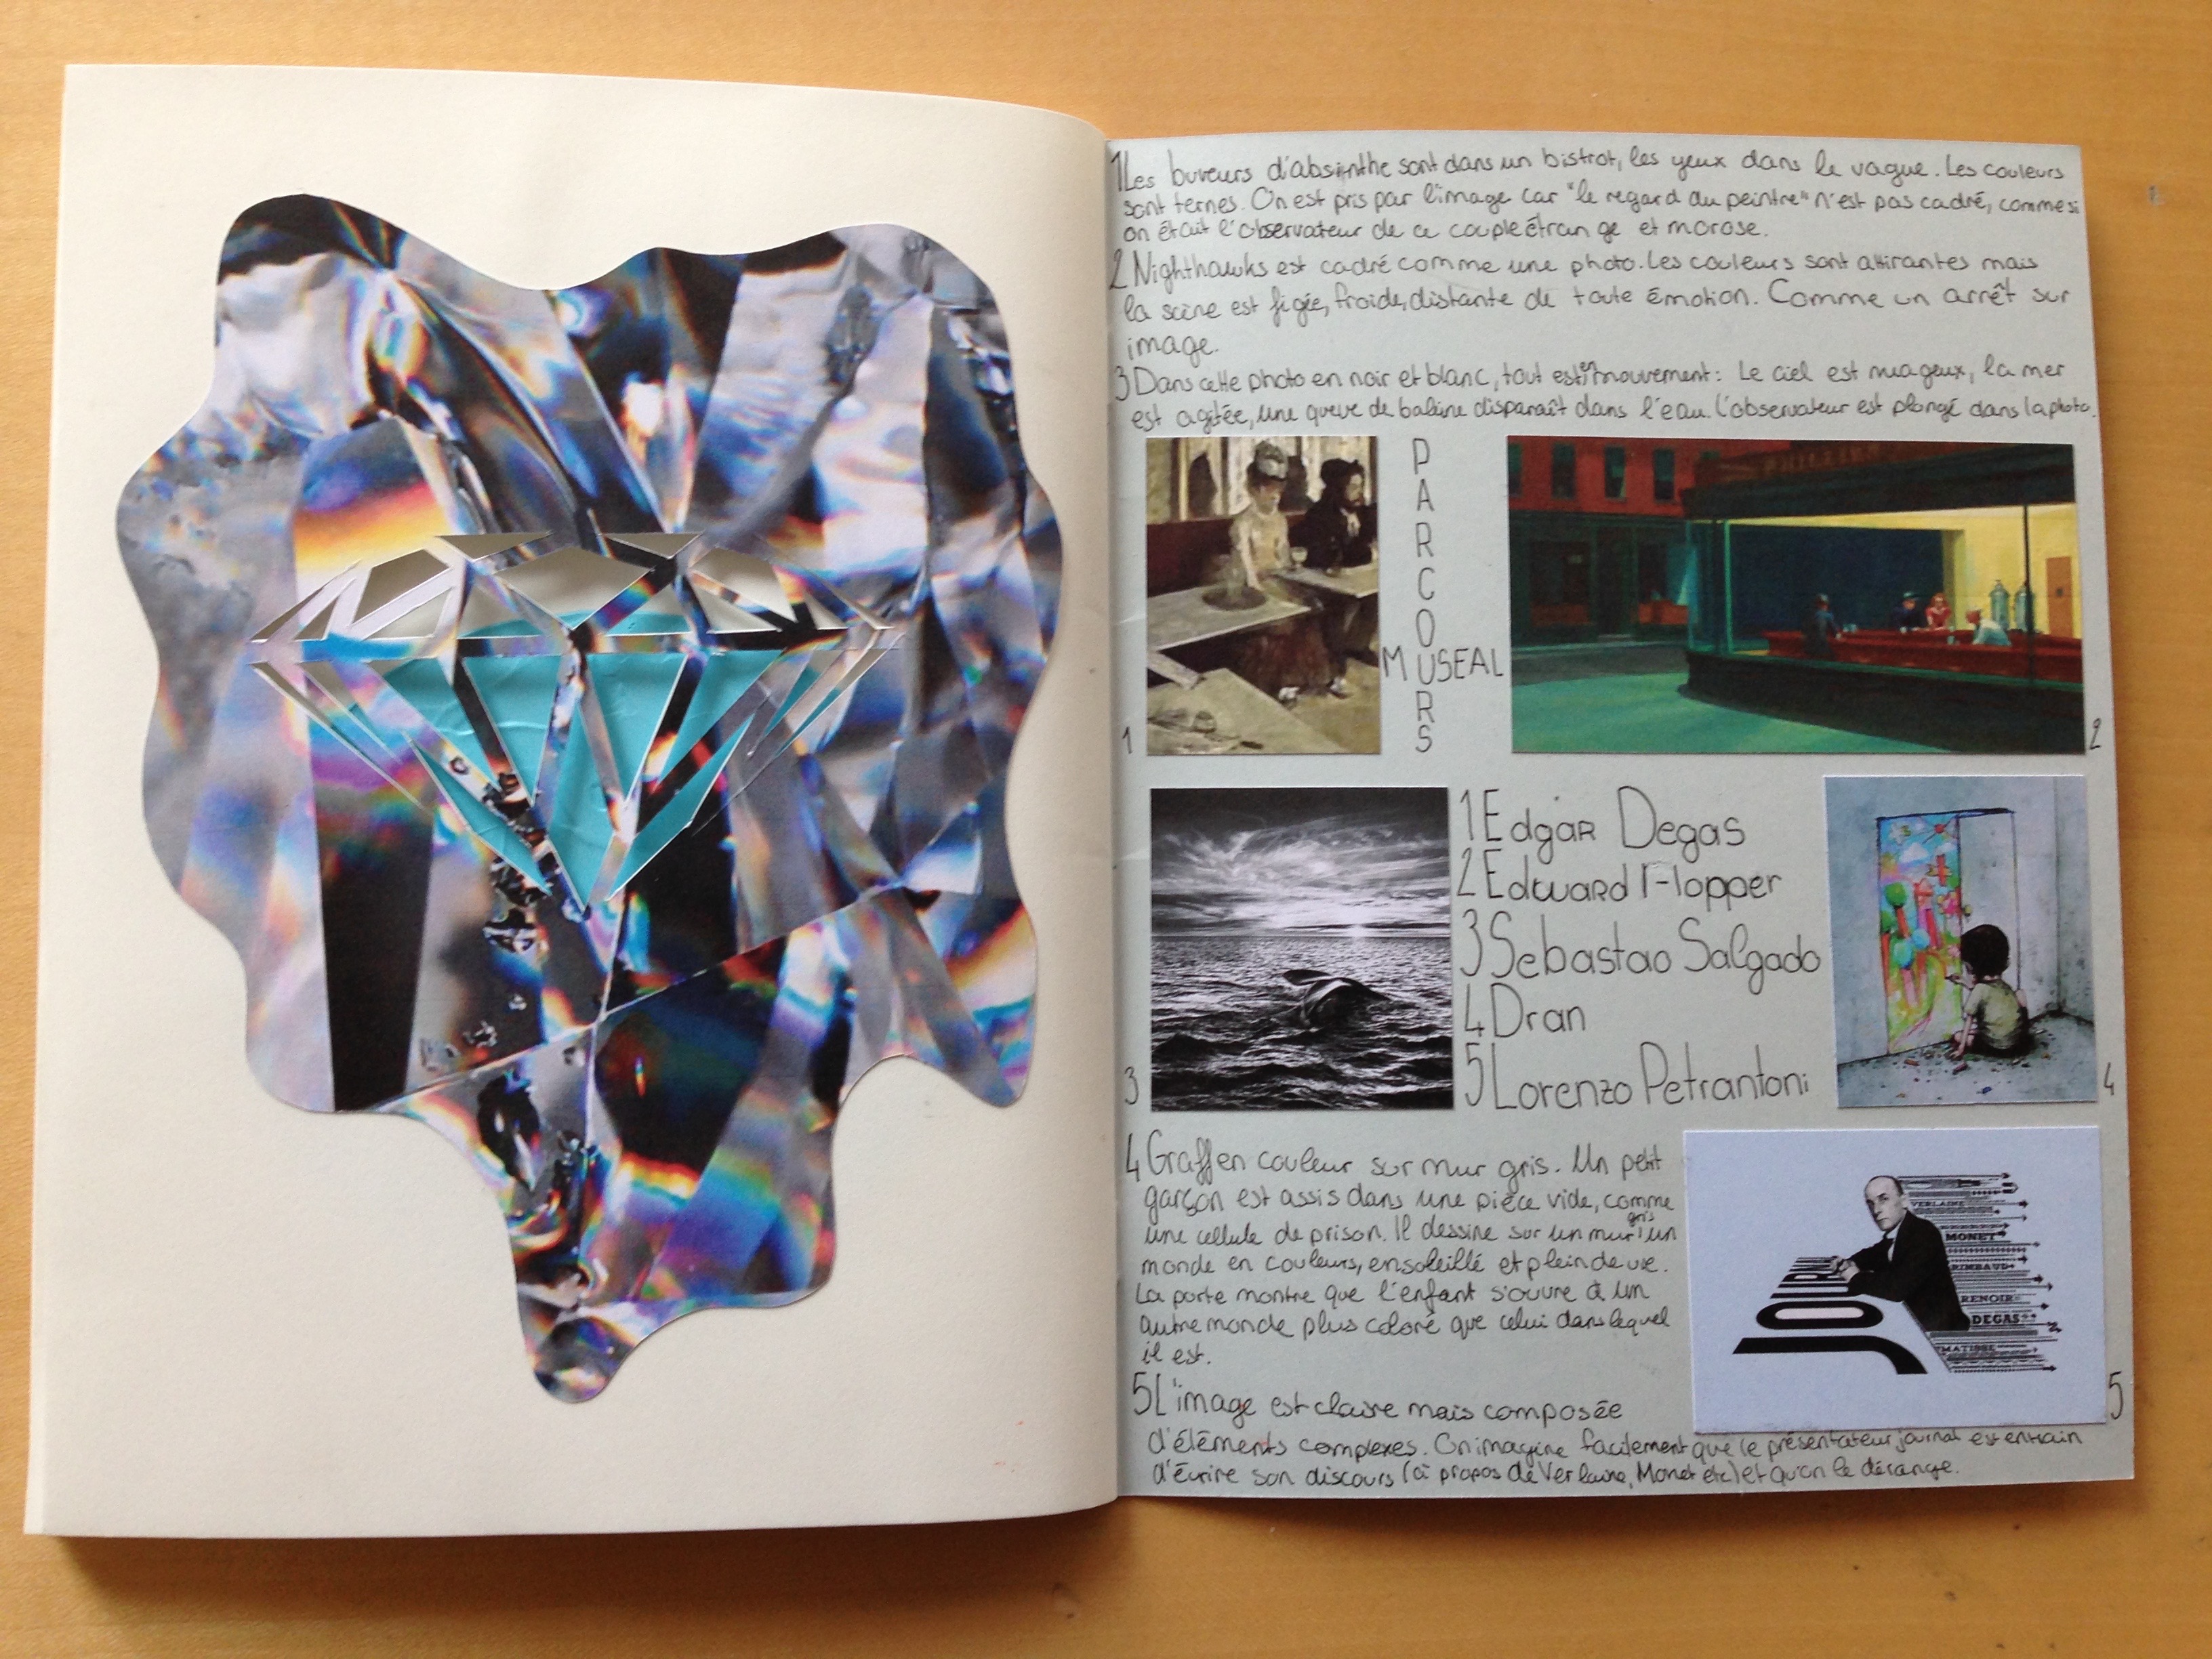 1 Les buveurs d'absinthe sont dans un bistrot, les yeux dans le vague. Les couleurs
sont ternes. On est pris par l'image car "le regard du peintre" n'est pas cadré, comme si
on était l'observateur de ce couple étrange et morose.
2 Nighthawks est cadré comme une photo. Les couleurs sont attirantes mais
la scène est figée, froide, distante de toute émotion. Comme un arrêt sur
image.
3 Dans cette photo en noir et blanc, tout est en mouvement : Le ciel est nuageux, la mer
est agitée, une queue de baleine disparaît dans l'eau. L'observateur est plongé dans la photo.
PARCOURS
MUSEAL
1
2
1 Edgar Degas
2 Edward Hopper
3 Sebastao Salgado
4 Dran
5 Lorenzo Petrantoni
3
4
4 Graff en couleur sur mur gris. Un petit
garçon est assis dans une pièce vide, comme
une cellule de prison. Il dessine sur un mur gris un
monde en couleurs, ensoleillé et plein de vie.
La porte montre que l'enfant s'ouvre à un
autre monde plus coloré que celui dans lequel
il est.
VERLAINE
MONET
RIMBAUD
RENOIR
DEGAS
MATISSE
JOUR
5
5 L'image est claire mais composée
d'éléments complexes. On imagine facilement que le présentateur journal est entrain
d'écrire son discours (à propos de Verlaine, Monet etc) et qu'on le dérange.